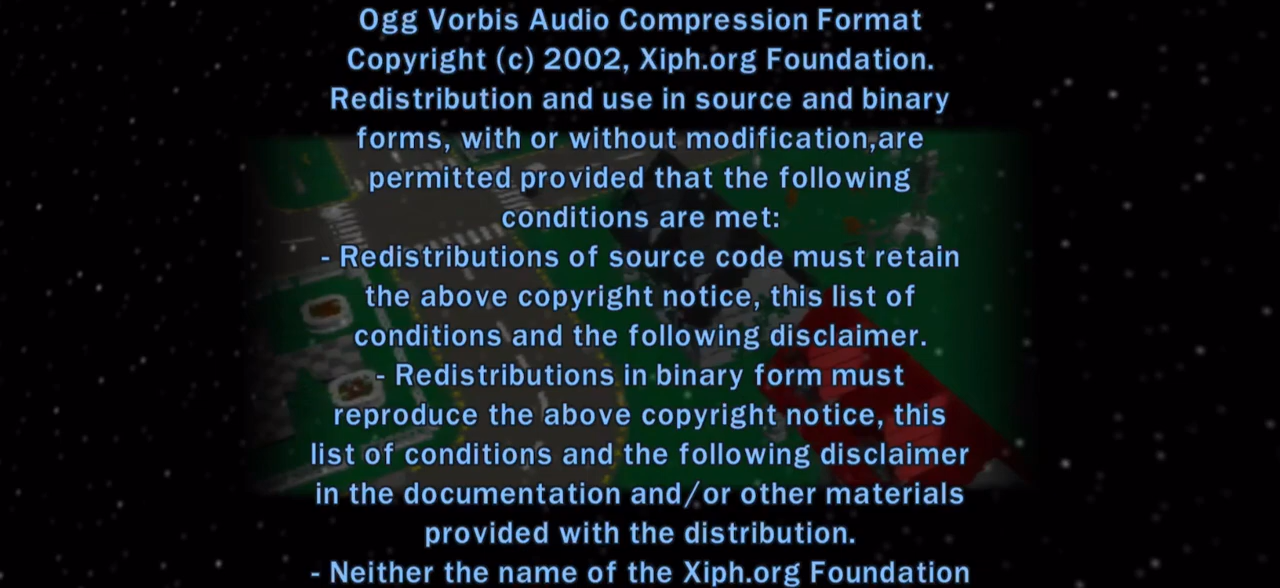 Ogg Vorbis Audio Compression Format
Copyright (c) 2002, Xiph.org Foundation.
Redistribution and use in source and binary
forms, with or without modification,are
permitted provided that the following
conditions are met:
- Redistributions of source code must retain
the above copyright notice, this list of
conditions and the following disclaimer.
- Redistributions in binary form must
reproduce the above copyright notice, this
list of conditions and the following disclaimer
in the documentation and/or other materials
provided with the distribution.
- Neither the name of the Xiph.org Foundation